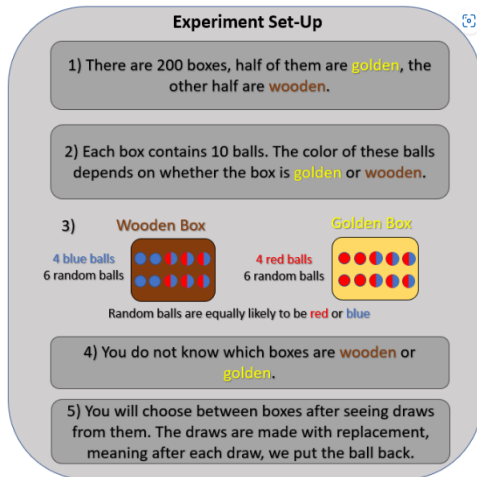 Experiment Set-Up
1) There are 200 boxes, half of them are golden, the
other half are wooden.
2) Each box contains 10 balls. The color of these balls
depends on whether the box is golden or wooden.
3)
Wooden Box
4 blue balls
6 random balls
Golden Box
4 red balls
6 random balls
Random balls are equally likely to be red or blue
4) You do not know which boxes are wooden or
golden.
5) You will choose between boxes after seeing draws
from them. The draws are made with replacement,
meaning after each draw, we put the ball back.